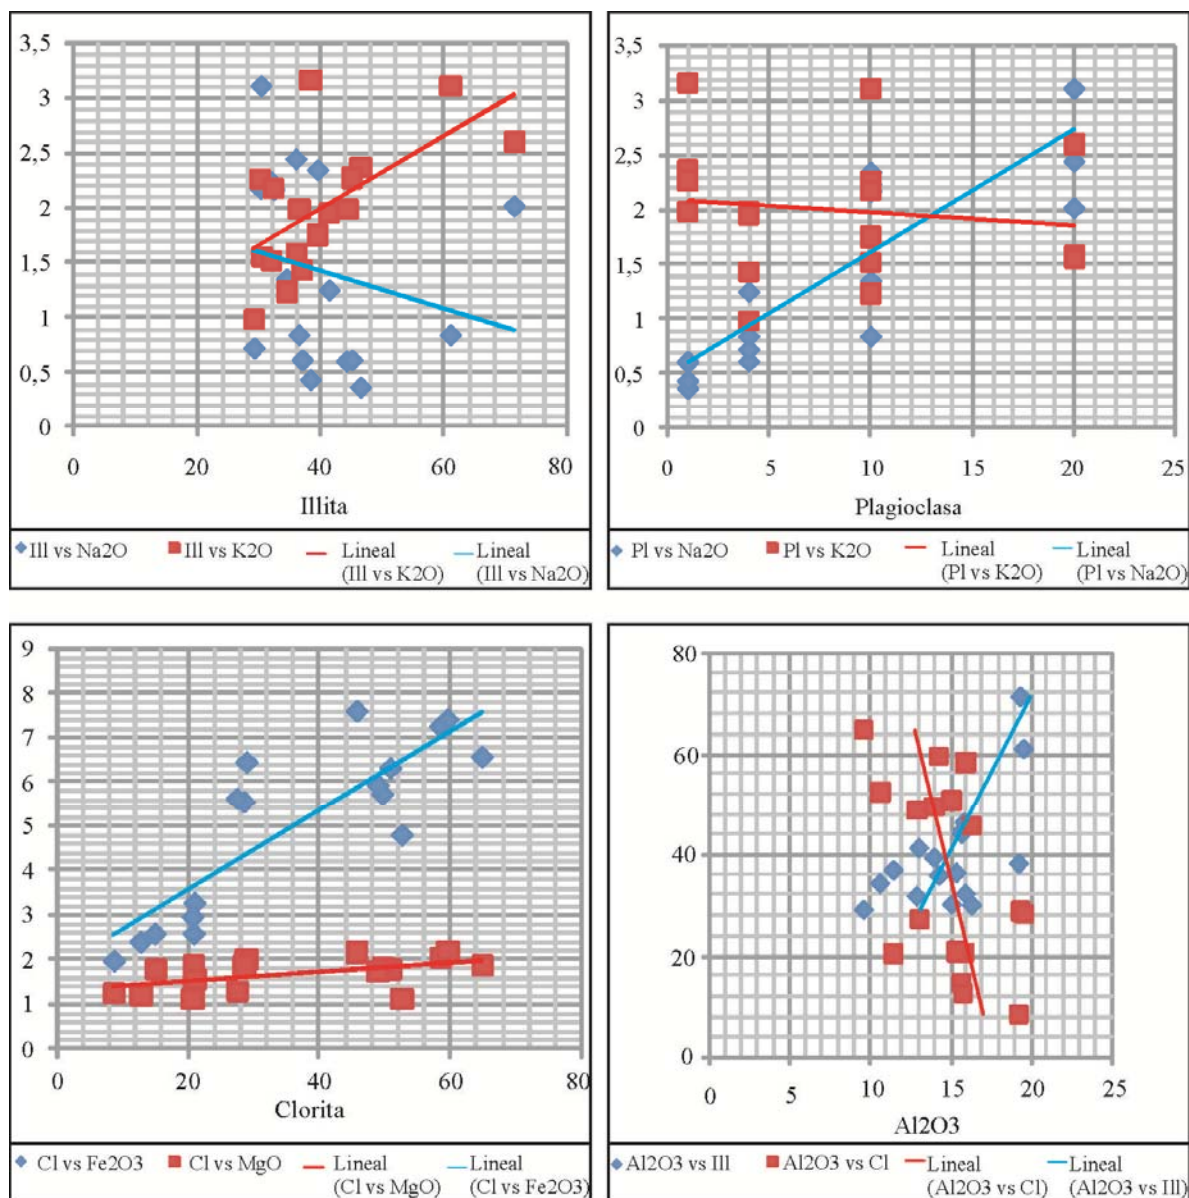 3,5
3
2,5
2
1,5
1
0,5
0
0 20 40 60 80
Illita
Ill vs Na2O Ill vs K2O Lineal Lineal
(Ill vs K2O) (Ill vs Na2O)
3,5
3
2,5
2
1,5
1
0,5
0
0 5 10 15 20 25
Plagioclasa
Pl vs Na2O Pl vs K2O Lineal Lineal
(Pl vs K2O) (Pl vs Na2O)
9
8
7
6
5
4
3
2
1
0
0 20 40 60 80
Clorita
Cl vs Fe2O3 Cl vs MgO Lineal Lineal
(Cl vs MgO) (Cl vs Fe2O3)
80
60
40
20
0
0 5 10 15 20 25
Al2O3
Al2O3 vs Ill Al2O3 vs Cl Lineal Lineal
(Al2O3 vs Cl) (Al2O3 vs Ill)